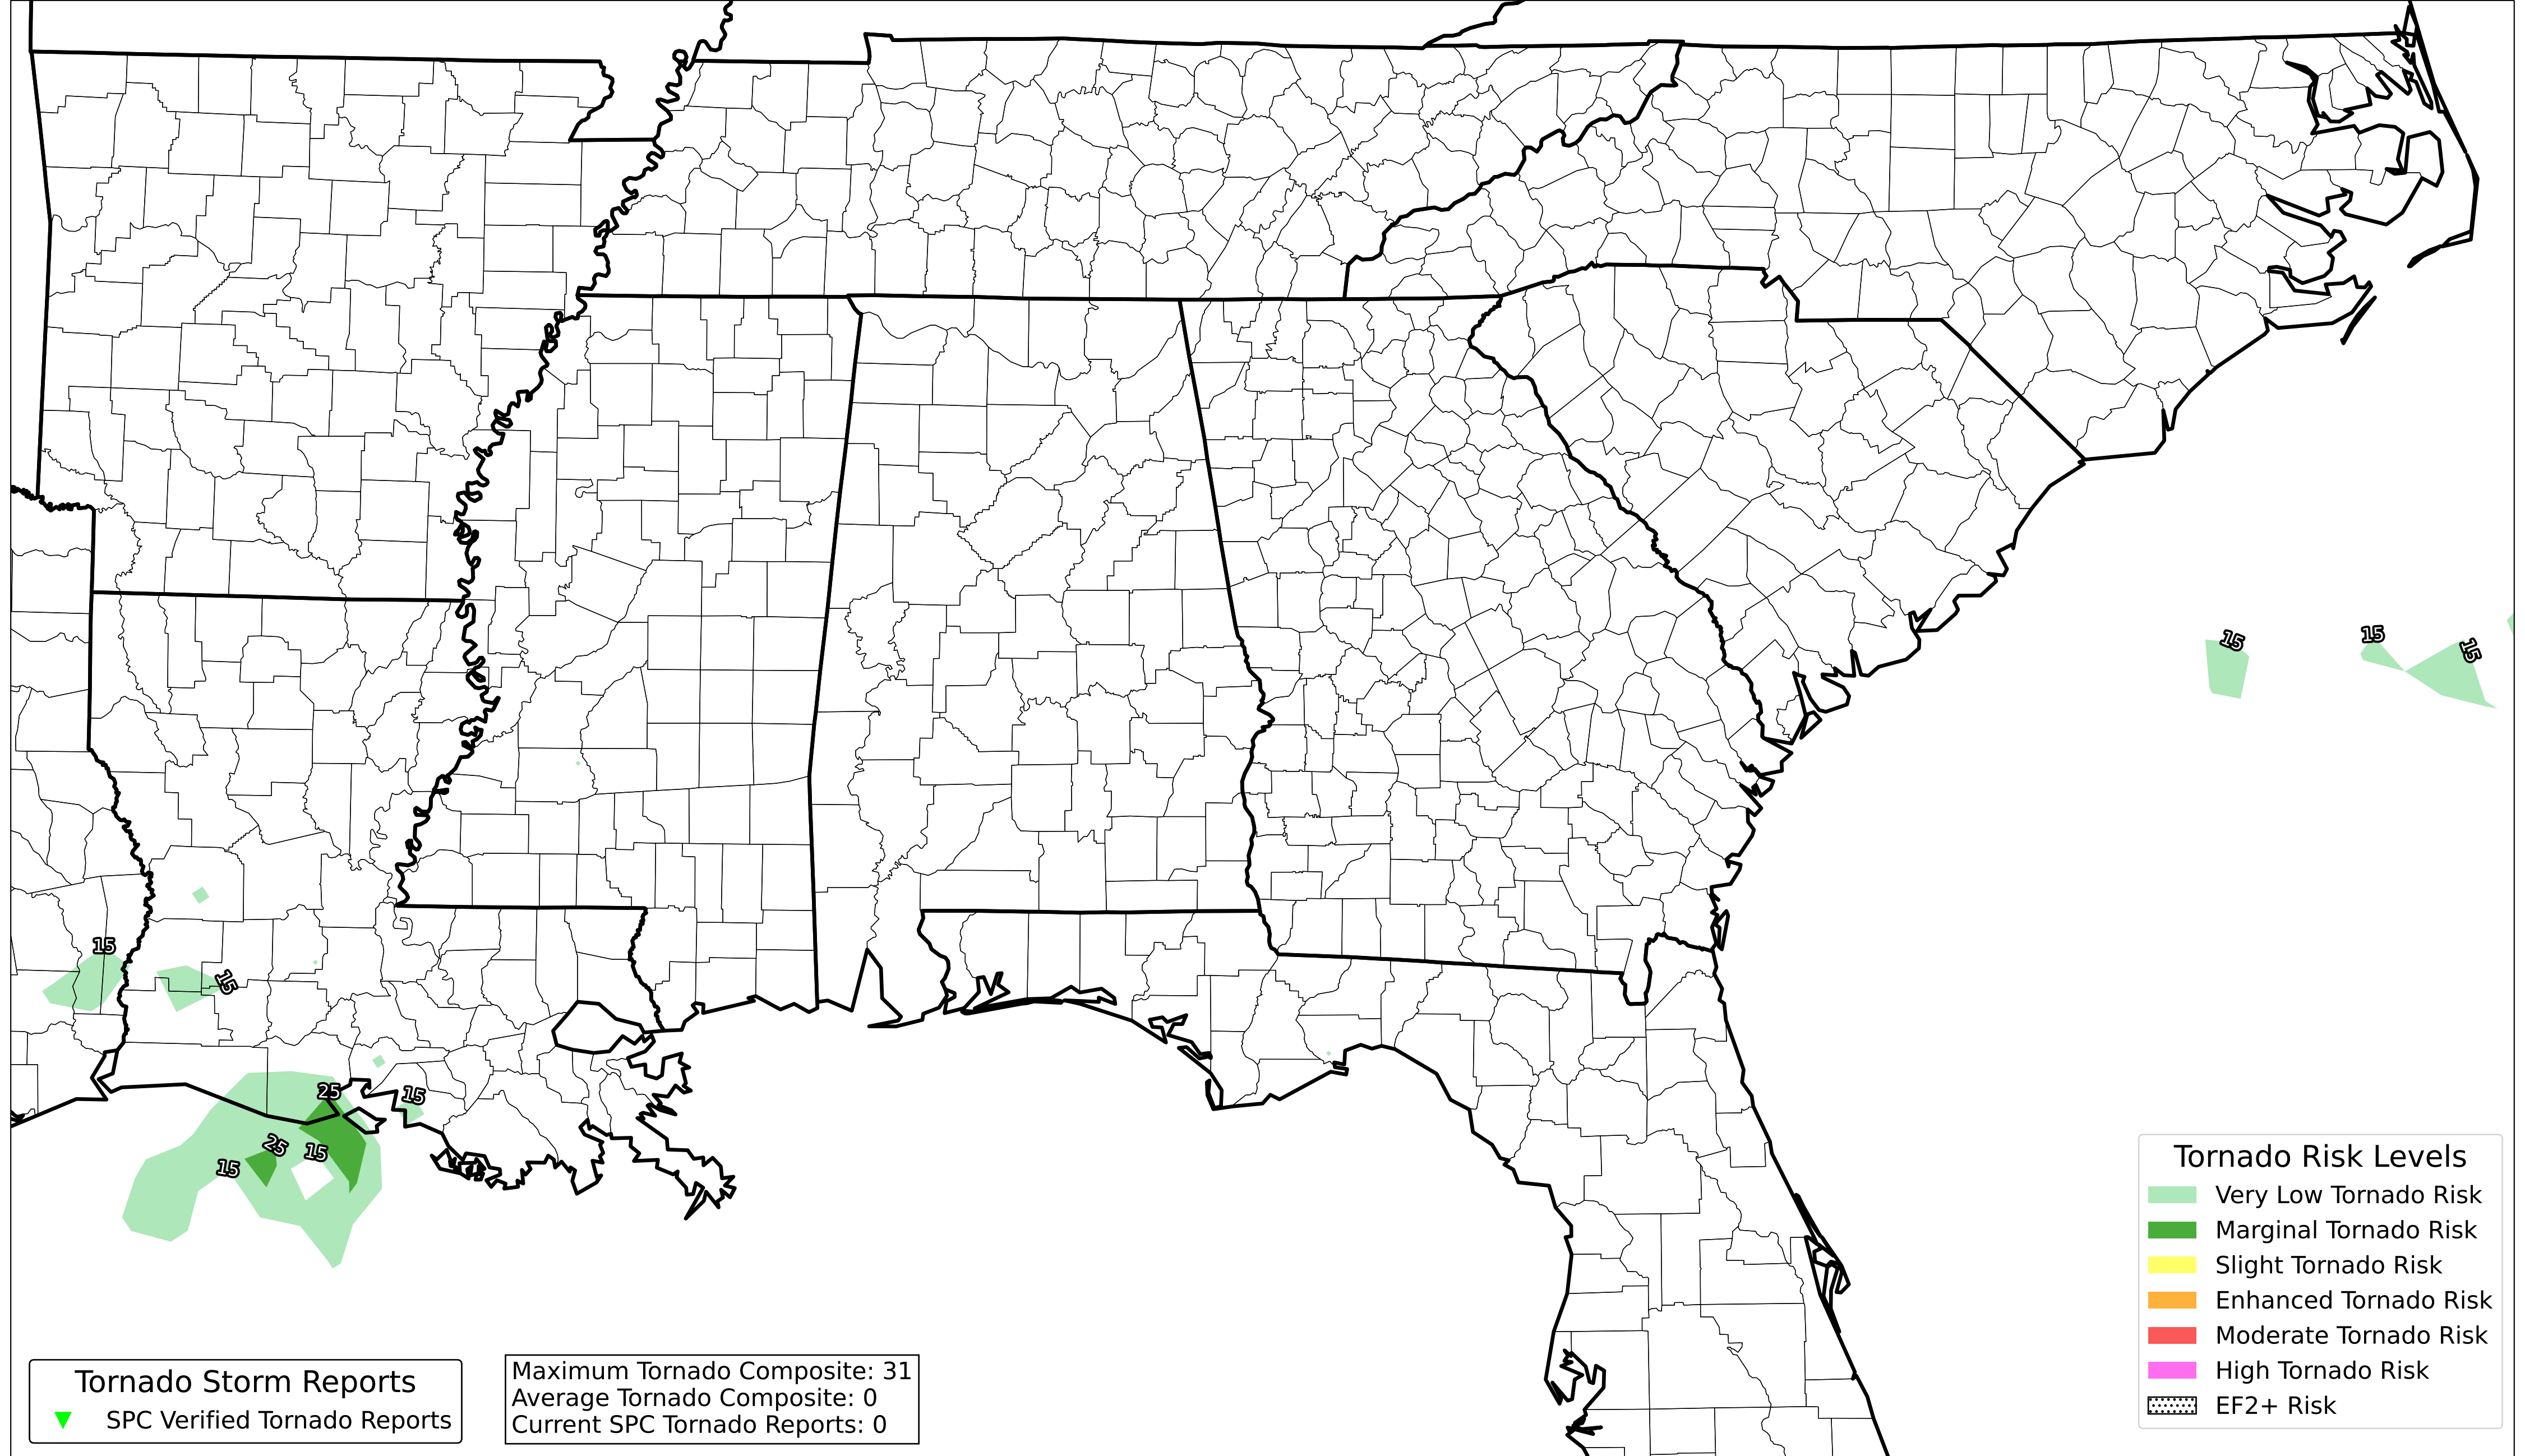 15
15
15
15
15
25
15
25
15
15
Tornado Risk Levels
Very Low Tornado Risk
Marginal Tornado Risk
Slight Tornado Risk
Enhanced Tornado Risk
Moderate Tornado Risk
High Tornado Risk
EF2+ Risk
Tornado Storm Reports
SPC Verified Tornado Reports
Maximum Tornado Composite: 31
Average Tornado Composite: 0
Current SPC Tornado Reports: 0